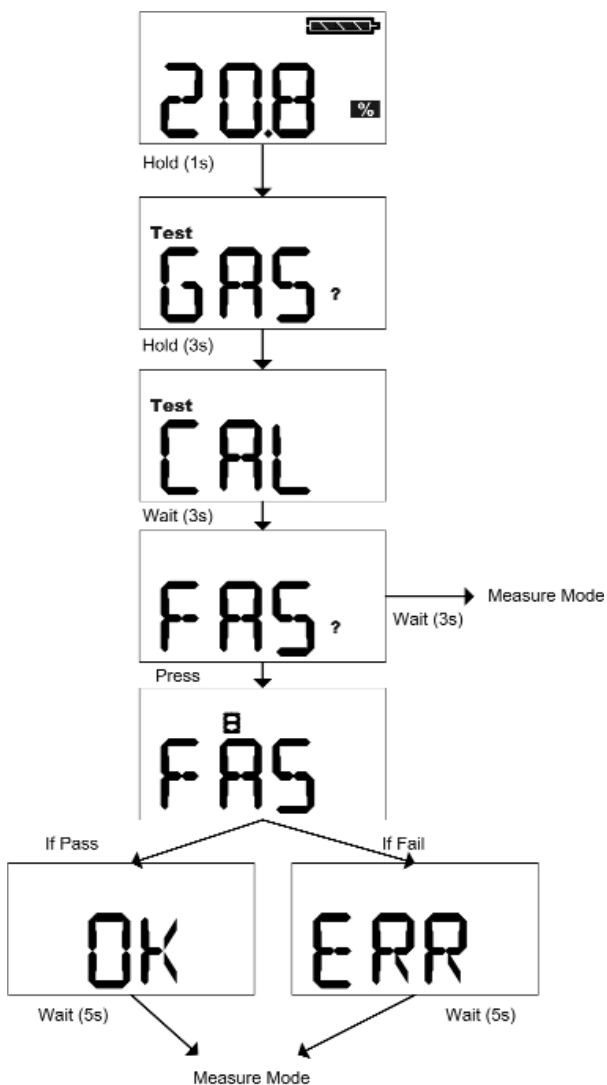 20.8 %
Hold (1s)
Test
GAS ?
Hold (3s)
Test
CAL
Wait (3s)
FAS ?
Measure Mode
Wait (3s)
Press
FAS
If Pass
If Fail
OK
ERR
Wait (5s)
Wait (5s)
Measure Mode